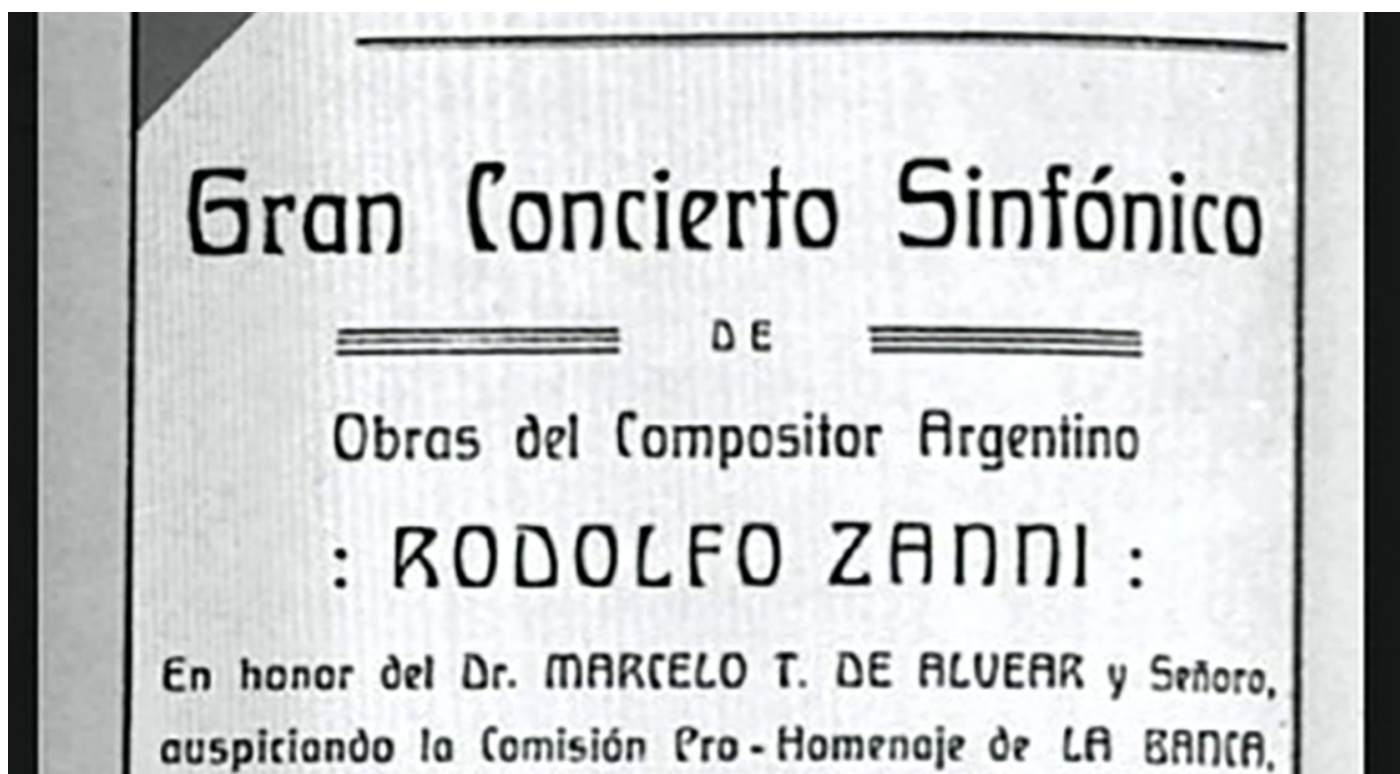 Gran Concierto Sinfónico
DE
Obras del Compositor Argentino
: RODOLFO ZANNI :
En honor del Dr. MARCELO T. DE ALVEAR y Señora,
auspiciando la Comisión Pro-Homenaje de LA BANCA,